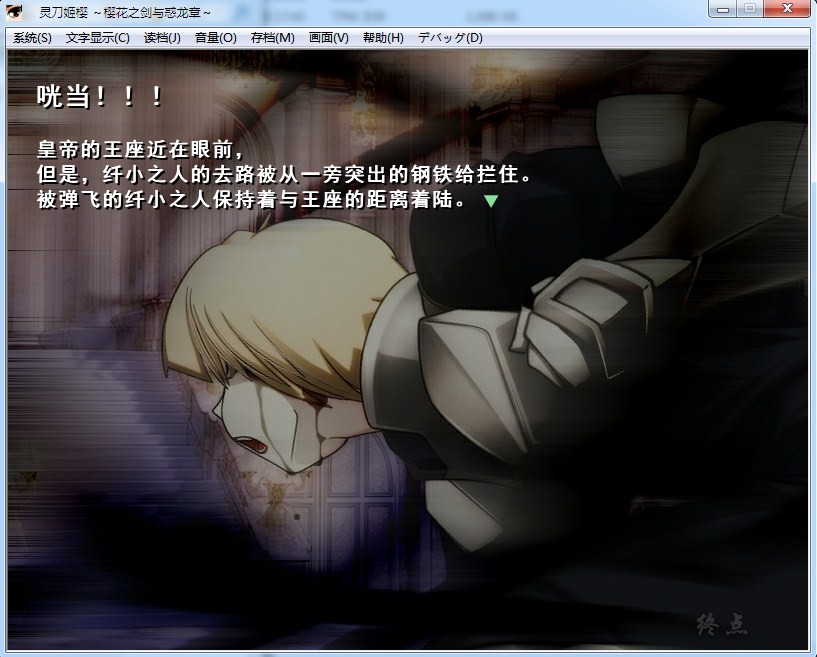 灵刀姬樱 ～樱花之剑与惑龙章～
系统(S) 文字显示(C) 读档(J) 音量(O) 存档(M) 画面(V) 帮助(H) デバッグ(D)
咣当！！！
皇帝的王座近在眼前，
但是，纤小之人的去路被从一旁突出的钢铁给拦住。
被弹飞的纤小之人保持着与王座的距离着陆。
终点